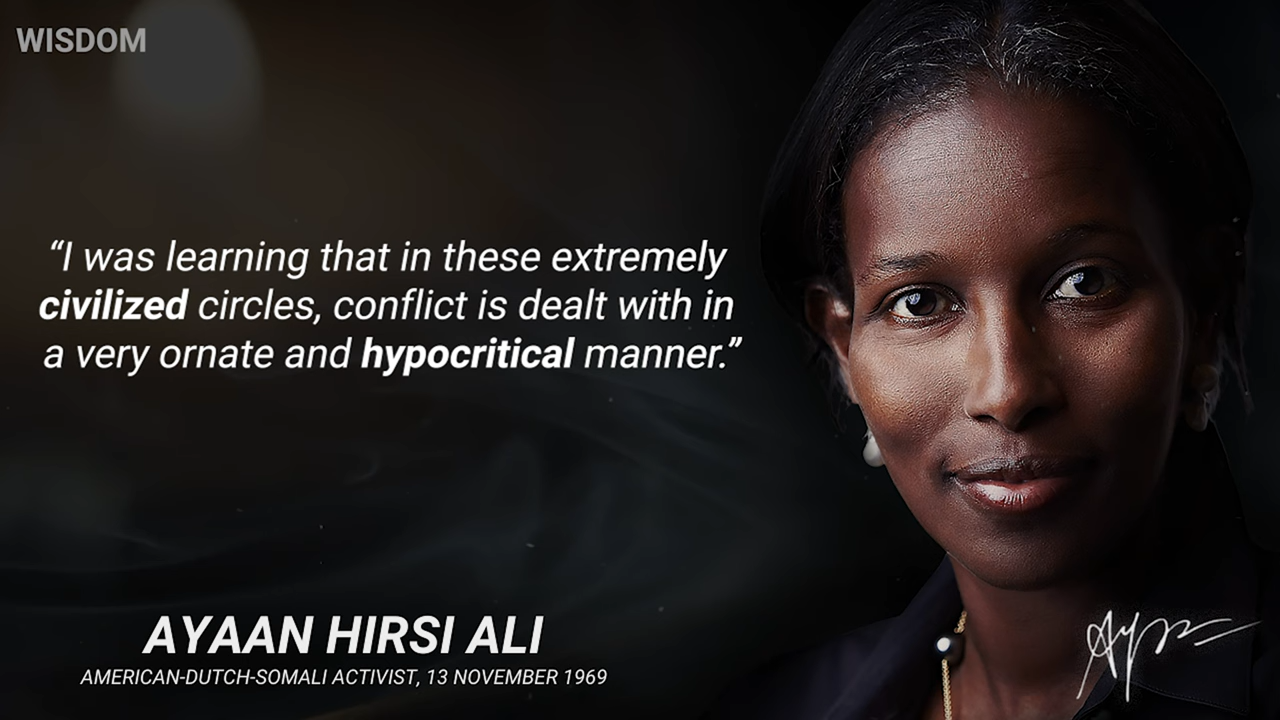 WISDOM
“I was learning that in these extremely
civilized circles, conflict is dealt with in
a very ornate and hypocritical manner.”
AYAAN HIRSI ALI
AMERICAN-DUTCH-SOMALI ACTIVIST, 13 NOVEMBER 1969